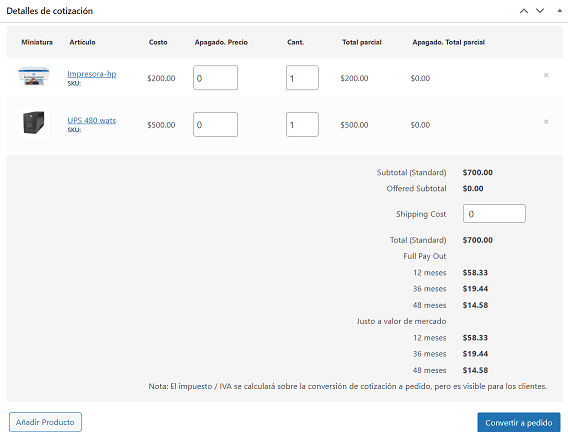 Detalles de cotización
Miniatura Artículo Costo Apagado. Precio Cant. Total parcial Apagado. Total parcial
Impresora-hp $200.00 0 1 $200.00 $0.00 ×
SKU:
UPS 480 wats $500.00 0 1 $500.00 $0.00 ×
SKU:
Subtotal (Standard) $700.00
Offered Subtotal $0.00
Shipping Cost 0
Total (Standard) $700.00
Full Pay Out
12 meses $58.33
36 meses $19.44
48 meses $14.58
Justo a valor de mercado
12 meses $58.33
36 meses $19.44
48 meses $14.58
Nota: El impuesto / IVA se calculará sobre la conversión de cotización a pedido, pero es visible para los clientes.
Añadir Producto Convertir a pedido